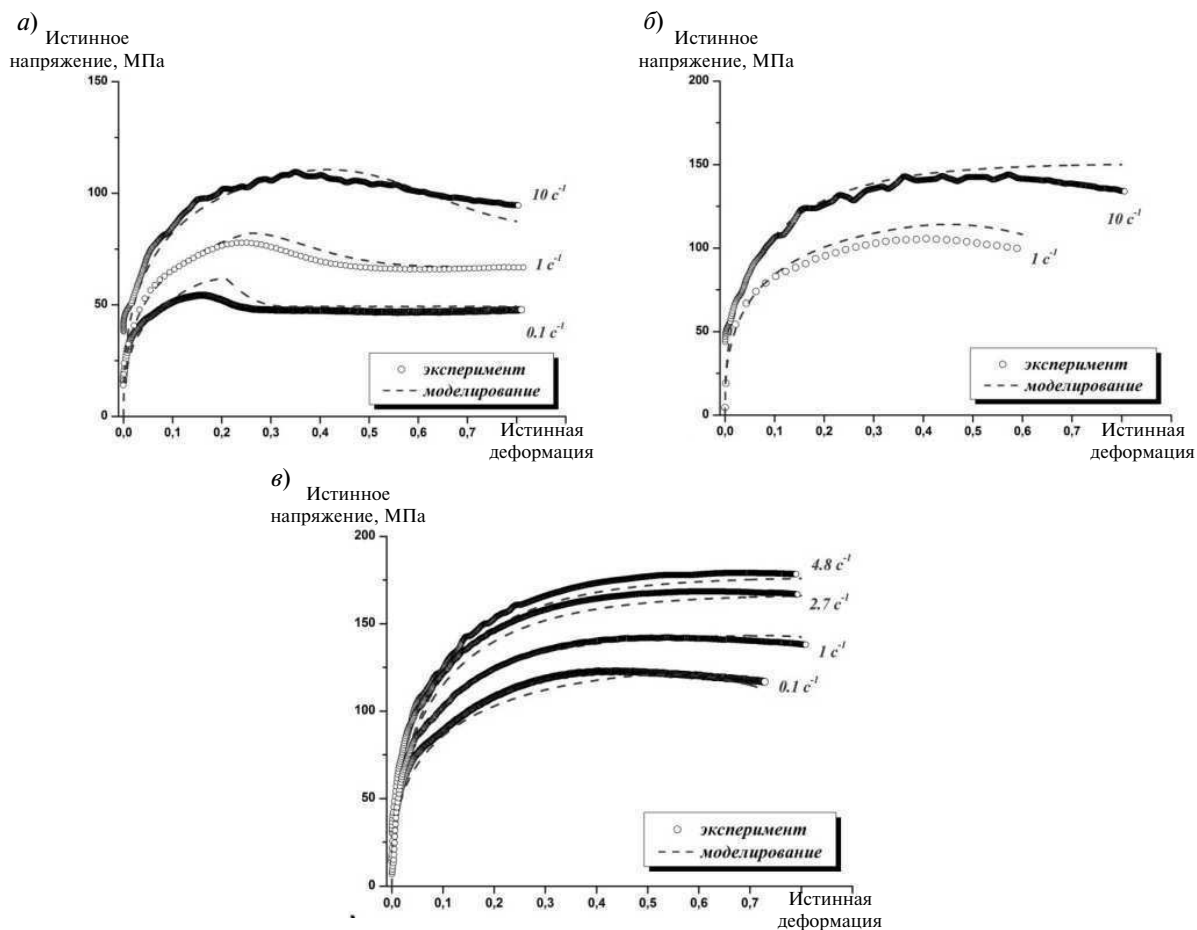 а)
Истинное
напряжение, МПа
150
100
50
0
10 c⁻¹
1 c⁻¹
0.1 c⁻¹
эксперимент
моделирование
0,0 0,1 0,2 0,3 0,4 0,5 0,6 0,7
Истинная
деформация
б)
Истинное
напряжение, МПа
200
150
100
50
0
10 c⁻¹
1 c⁻¹
эксперимент
моделирование
0,0 0,1 0,2 0,3 0,4 0,5 0,6 0,7
Истинная
деформация
в)
Истинное
напряжение, МПа
200
150
100
50
0
4.8 c⁻¹
2.7 c⁻¹
1 c⁻¹
0.1 c⁻¹
эксперимент
моделирование
0,0 0,1 0,2 0,3 0,4 0,5 0,6 0,7
Истинная
деформация